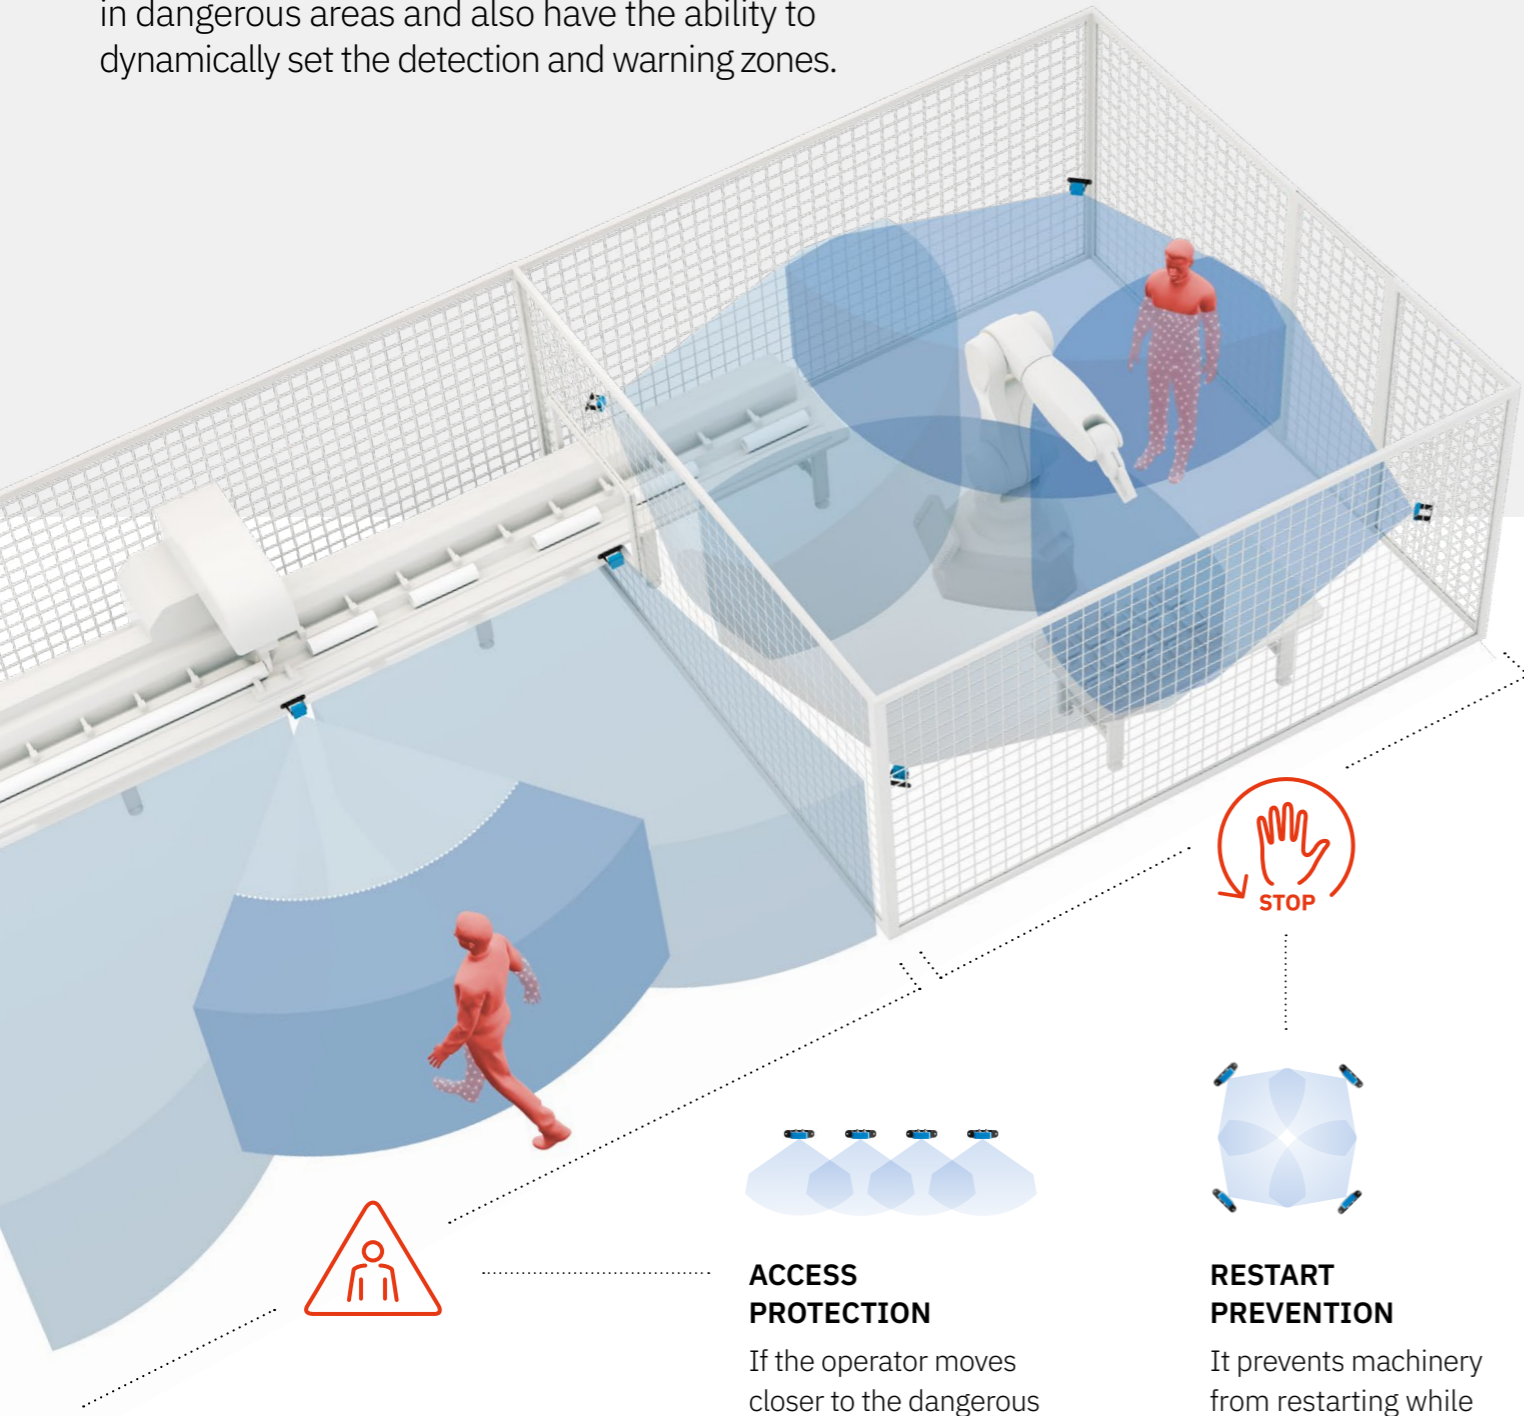 in dangerous areas and also have the ability to
dynamically set the detection and warning zones.
STOP
ACCESS
PROTECTION
If the operator moves
closer to the dangerous
RESTART
PREVENTION
It prevents machinery
from restarting while